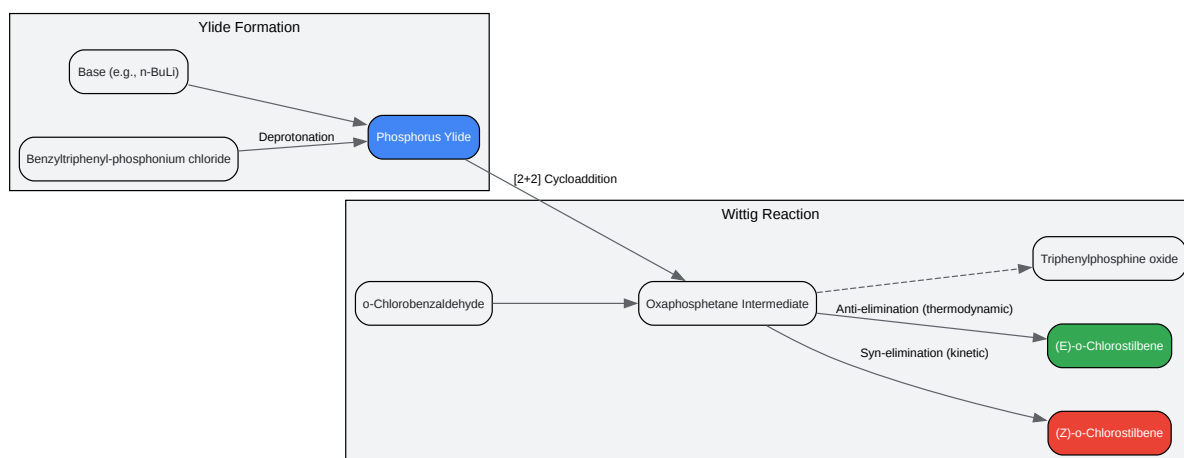 Ylide Formation
Base (e.g., n-BuLi)
Deprotonation
Phosphorus Ylide
Benzyltriphenyl-phosphonium chloride
[2+2] Cycloaddition
Wittig Reaction
Triphenylphosphine oxide
o-Chlorobenzaldehyde
Oxaphosphetane Intermediate
Anti-elimination (thermodynamic)
(E)-o-Chlorostilbene
Syn-elimination (kinetic)
(Z)-o-Chlorostilbene